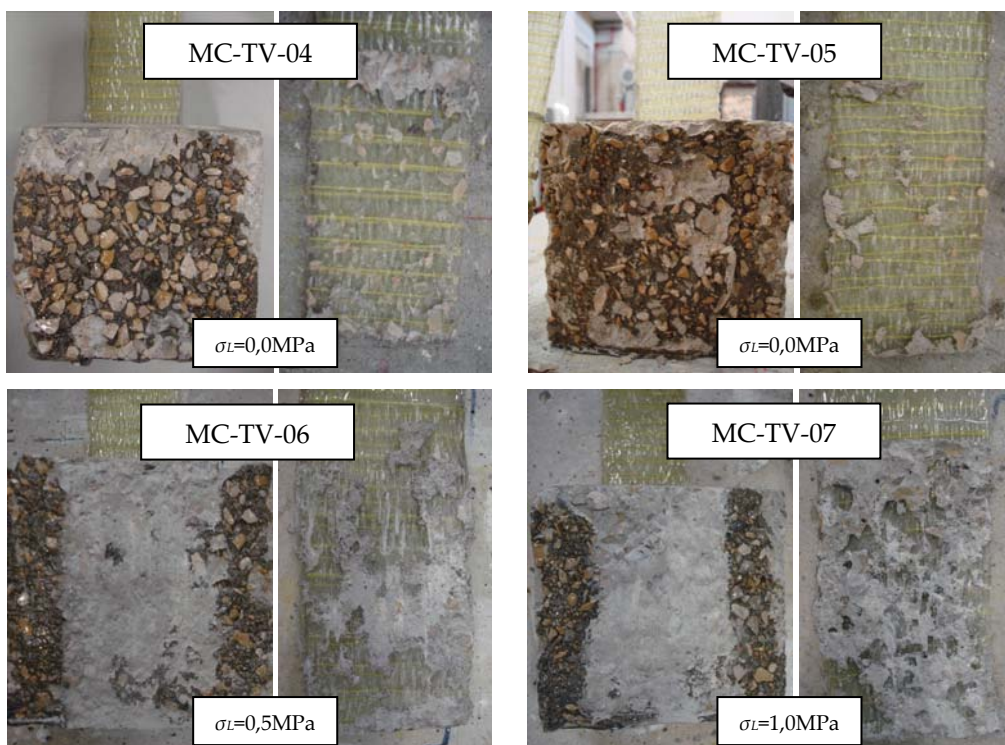 MC-TV-04
MC-TV-05
σL=0,0MPa
σL=0,0MPa
MC-TV-06
MC-TV-07
σL=0,5MPa
σL=1,0MPa